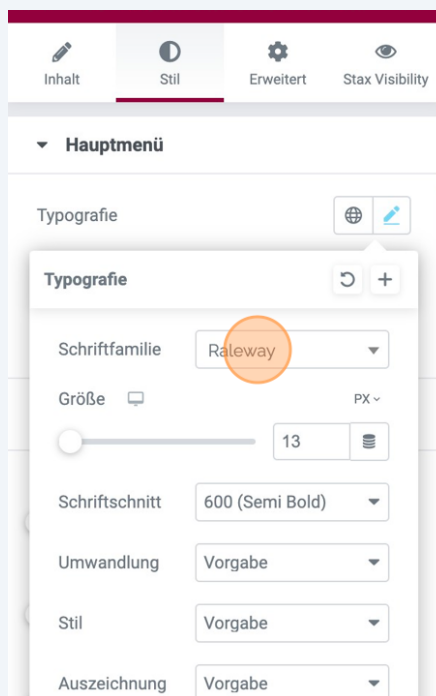 Inhalt Stil Erweitert Stax Visibility
Hauptmenü
Typografie
Typografie
Schriftfamilie Raleway
Größe PX
13
Schriftschnitt 600 (Semi Bold)
Umwandlung Vorgabe
Stil Vorgabe
Auszeichnung Vorgabe